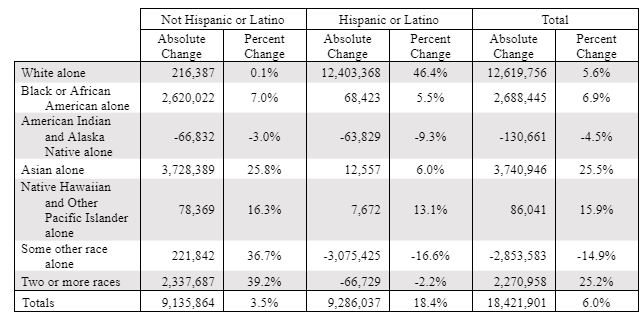 Not Hispanic or Latino Hispanic or Latino Total
Absolute Percent Absolute Percent Absolute Percent
Change Change Change Change Change Change
White alone 216,387 0.1% 12,403,368 46.4% 12,619,756 5.6%
Black or African
American alone 2,620,022 7.0% 68,423 5.5% 2,688,445 6.9%
American Indian
and Alaska -66,832 -3.0% -63,829 -9.3% -130,661 -4.5%
Native alone
Asian alone 3,728,389 25.8% 12,557 6.0% 3,740,946 25.5%
Native Hawaiian
and Other
Pacific Islander 78,369 16.3% 7,672 13.1% 86,041 15.9%
alone
Some other race 221,842 36.7% -3,075,425 -16.6% -2,853,583 -14.9%
alone
Two or more races 2,337,687 39.2% -66,729 -2.2% 2,270,958 25.2%
Totals 9,135,864 3.5% 9,286,037 18.4% 18,421,901 6.0%